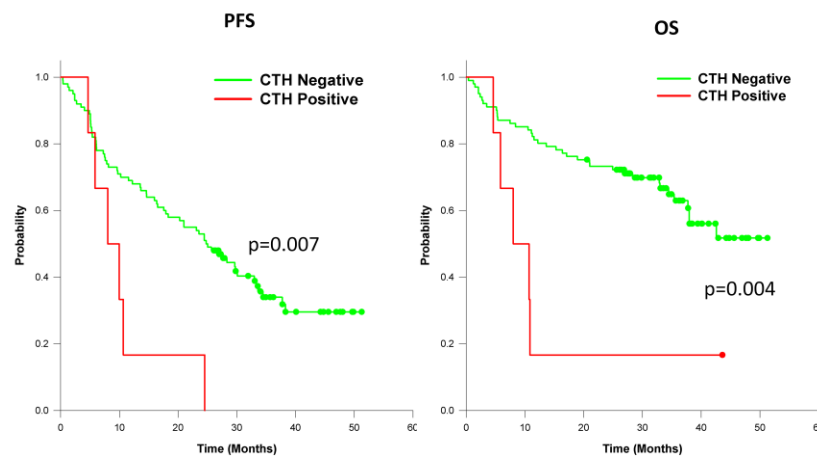 PFS
CTH Negative
CTH Positive
1.0
0.8
0.6
0.4
0.2
0.0
Probability
p=0.007
0
10
20
30
40
50
60
Time (Months)
OS
CTH Negative
CTH Positive
1.0
0.8
0.6
0.4
0.2
0.0
Probability
p=0.004
0
10
20
30
40
50
Time (Months)